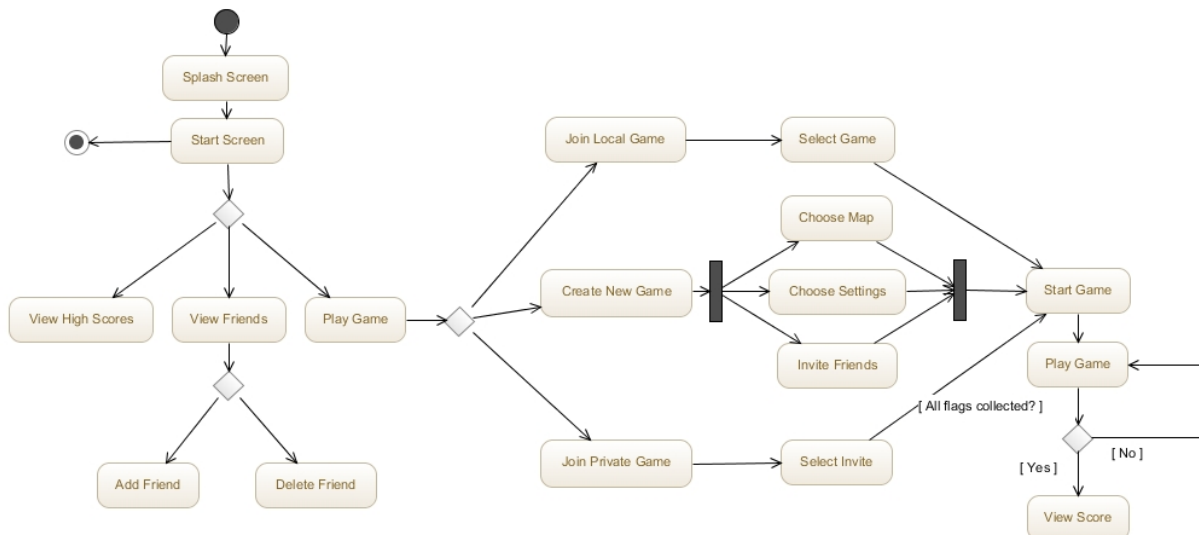 Splash Screen
Start Screen
Join Local Game
Select Game
Choose Map
Create New Game
Choose Settings
Start Game
View High Scores
View Friends
Play Game
Invite Friends
Play Game
[ All flags collected? ]
[ No ]
Join Private Game
Select Invite
[ Yes ]
Add Friend
Delete Friend
View Score